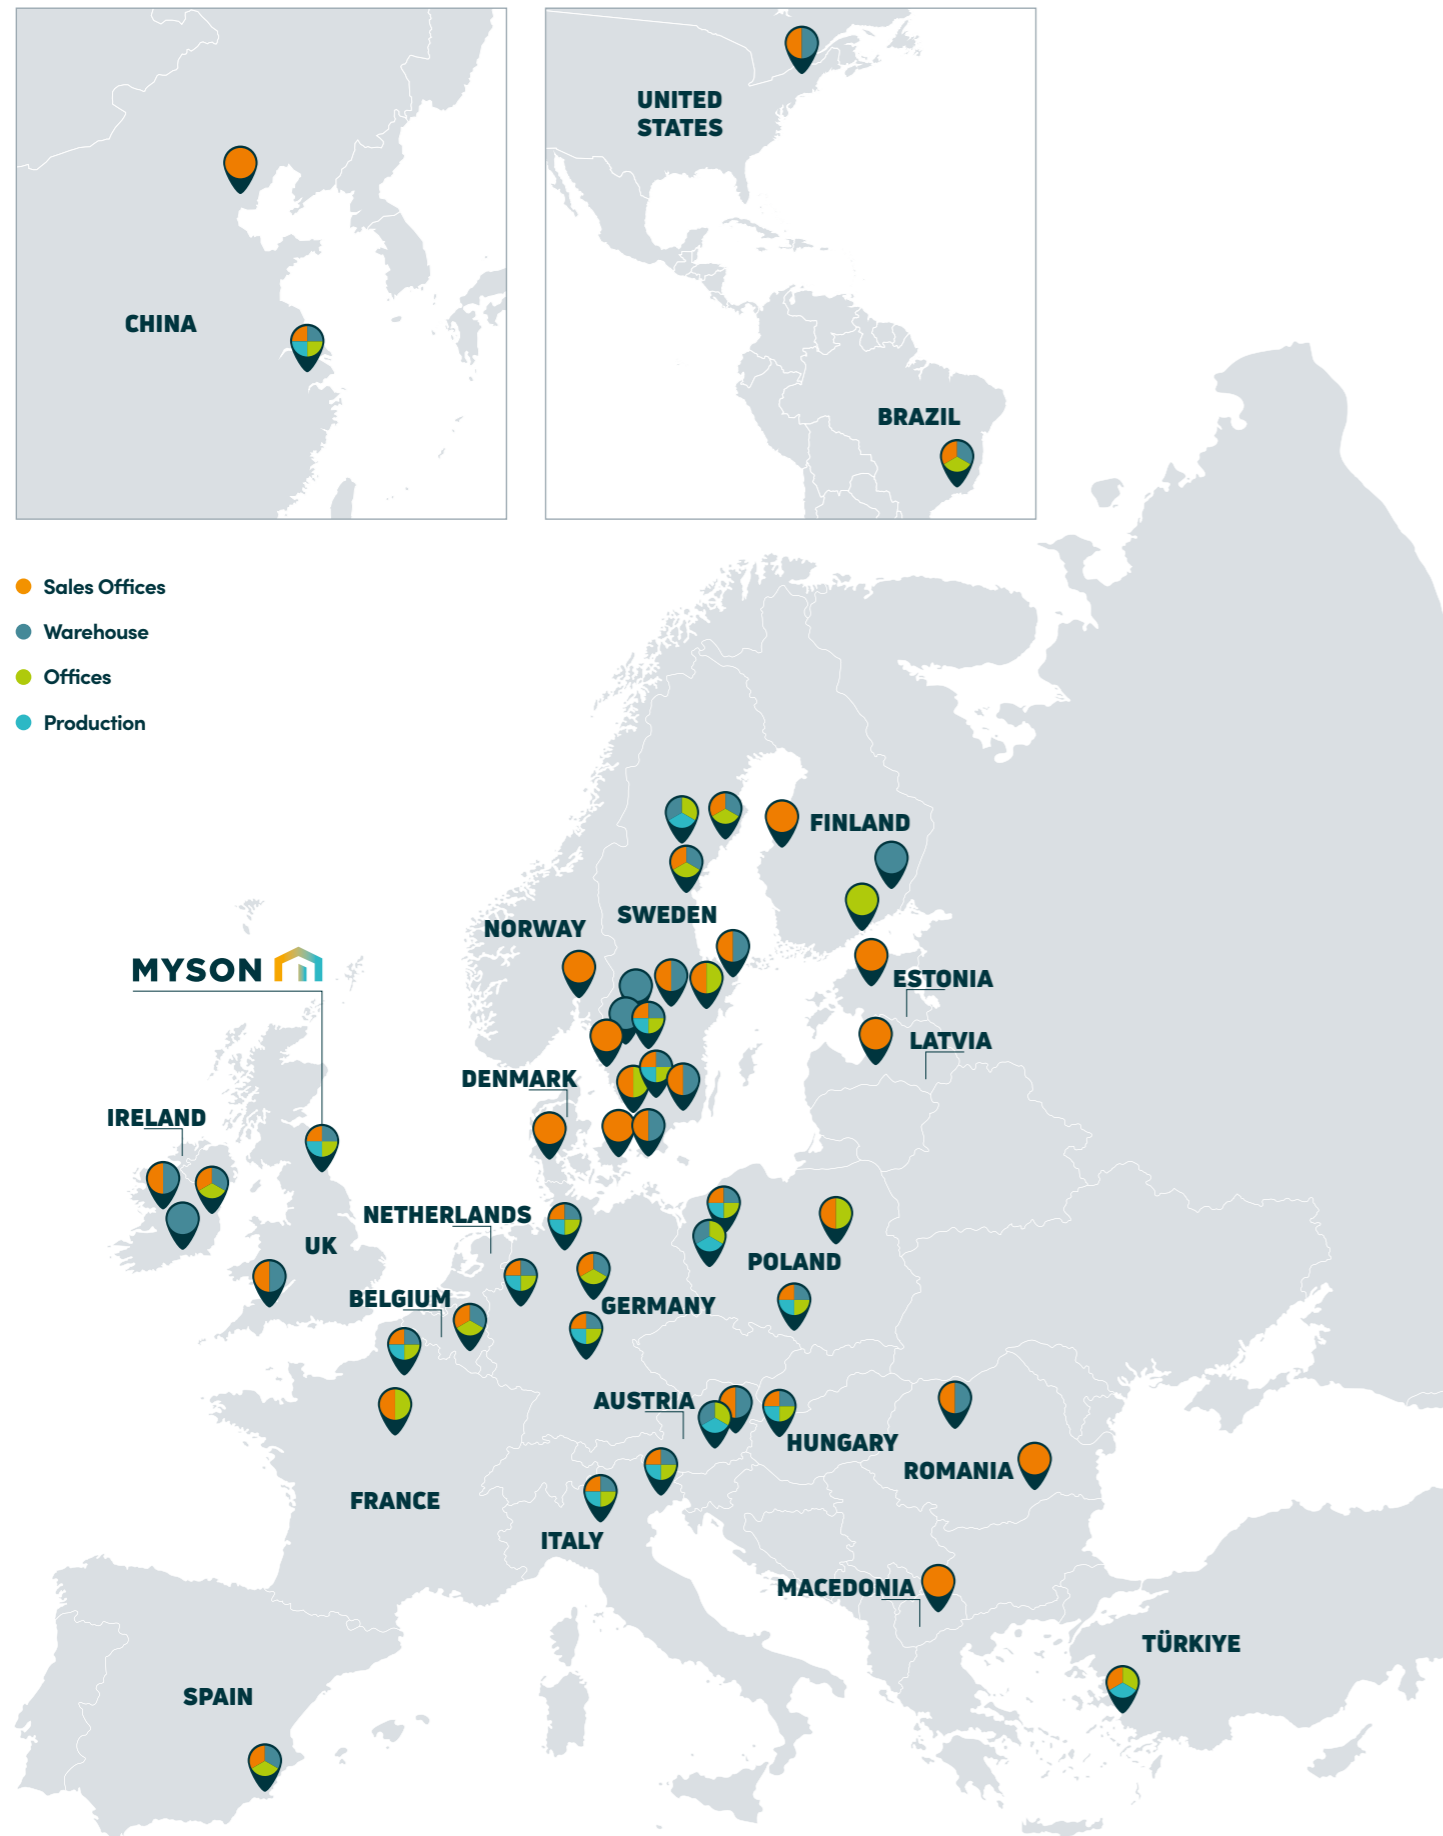 UNITED
STATES
CHINA
BRAZIL
Sales Offices
Warehouse
Offices
Production
FINLAND
SWEDEN
NORWAY
MYSON
ESTONIA
LATVIA
DENMARK
IRELAND
NETHERLANDS
UK
POLAND
BELGIUM
GERMANY
AUSTRIA
HUNGARY
ROMANIA
FRANCE
ITALY
MACEDONIA
TÜRKIYE
SPAIN